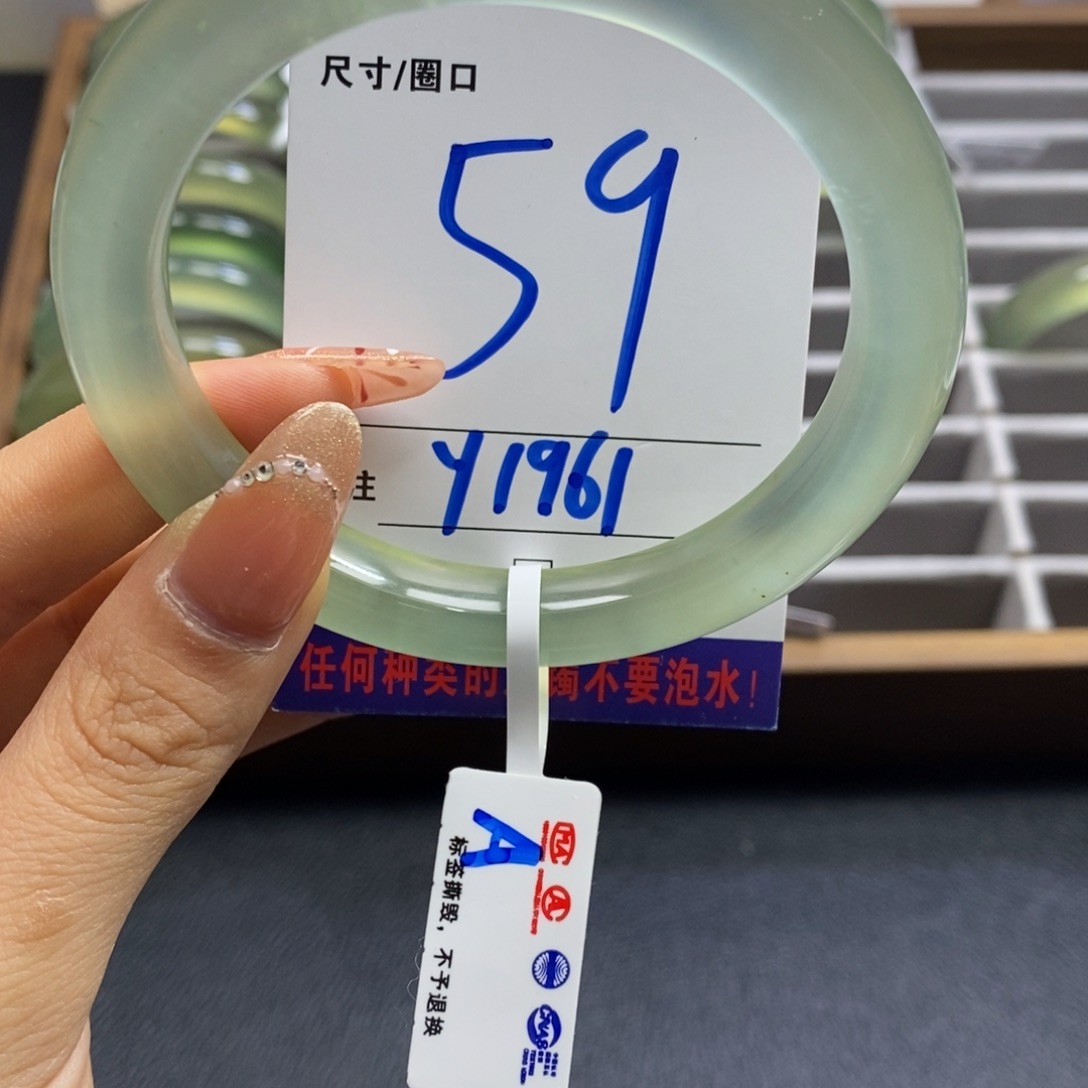 尺寸/圈口
59
注
Y1961
任何种类的 镯不要泡水！
A
标签撕毁，不予退换